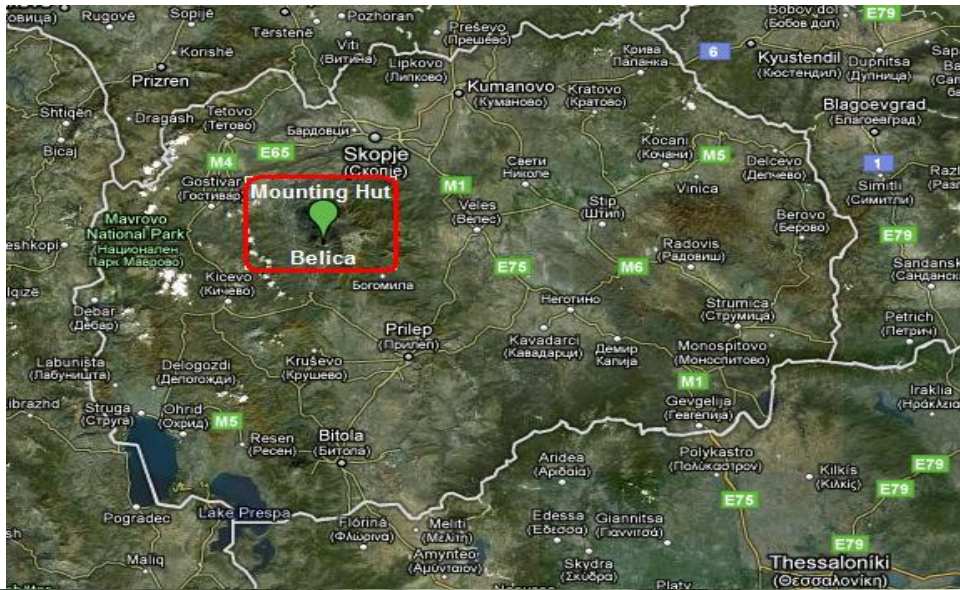 Rugovë
Sopijë
Pozhoran
Tërstenë
Preševo
(Прешево)
Bobov dol
(Бобов дол)
E79
Korishë
Viti
(Витина)
Lipkovo
(Липково)
Крива
Паланка
6
Kyustendil
(Кюстендил)
Dupnitsa
(Дупница)
Prizren
Kumanovo
(Куманово)
Kratovo
(Кратово)
Blagoevgrad
(Благоевград)
Shtiqën
Dragash
Tetovo
(Тетово)
Бардовци
Skopje
(Скопје)
Bicaj
M4
E65
Свети
Николе
Kocani
(Кочани)
M5
Delcevo
(Делчево)
1
Simitli
(Симитли)
Gostivar
(Гостивар)
Mounting Hut
M1
Veles
(Велес)
Stip
(Штип)
Vinica
Berovo
(Берово)
Mavrovo
National Park
(Национален
Парк Маврово)
Belica
Radovis
(Радовиш)
E79
Kicevo
(Кичево)
Богомила
E75
M6
Sandansk
(Сандански
Debar
(Дебар)
Неготино
Strumica
(Струмица)
Petrich
(Петрич)
Prilep
(Прилеп)
Kavadarci
(Кавадарци)
Демир
Капија
Monospitovo
(Моноспитово)
Labunista
(Лабуништа)
Delogozdi
(Делогожди)
Kruševo
(Крушево)
M1
Gevgelija
(Гевгелија)
Iraklia
(Ηράκλεια
Struga
(Струга)
Ohrid
(Охрид)
M5
Resen
(Ресен)
Bitola
(Битола)
Polykastro
(Πολύκαστρον)
Aridea
(Αριδαία)
Kilkís
(Κιλκίς)
E79
E79
E75
Pogradec
Lake Prespa
Flórina
(Φλώρινα)
Meliti
(Μελίτη)
Edessa
(Έδεσσα)
Giannitsa
(Γιαννιτσά)
E79
Maliq
Amynteo
(Αμύνταιον)
Skydra
(Σκύδρα)
Platy
Thessaloníki
(Θεσσαλονίκη)